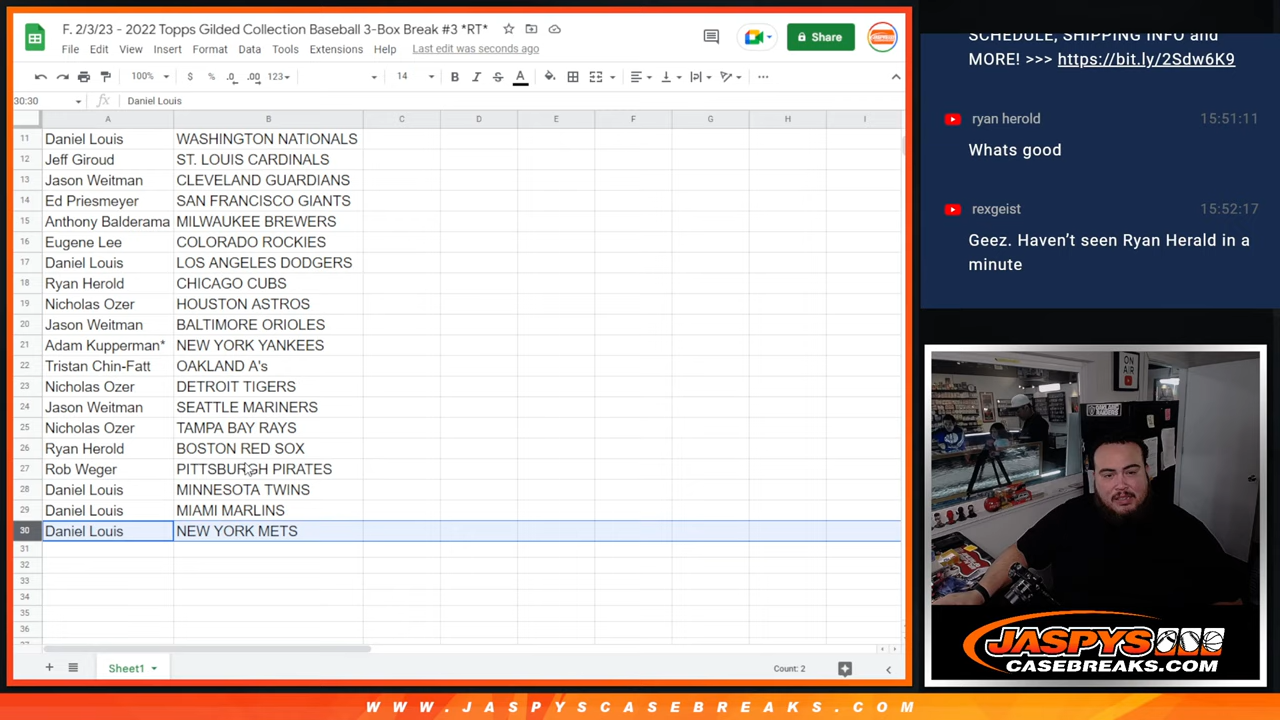 F. 2/3/23 - 2022 Topps Gilded Collection Baseball 3-Box Break #3 *RT*
File Edit View Insert Format Data Tools Extensions Help Last edit was seconds ago
Share
100% $ % .0 .00 123 14 B I S A
30:30 fx Daniel Louis
A B C D E F G H I
11 Daniel Louis WASHINGTON NATIONALS
12 Jeff Giroud ST. LOUIS CARDINALS
13 Jason Weitman CLEVELAND GUARDIANS
14 Ed Priesmeyer SAN FRANCISCO GIANTS
15 Anthony Balderama MILWAUKEE BREWERS
16 Eugene Lee COLORADO ROCKIES
17 Daniel Louis LOS ANGELES DODGERS
18 Ryan Herold CHICAGO CUBS
19 Nicholas Ozer HOUSTON ASTROS
20 Jason Weitman BALTIMORE ORIOLES
21 Adam Kupperman* NEW YORK YANKEES
22 Tristan Chin-Fatt OAKLAND A's
23 Nicholas Ozer DETROIT TIGERS
24 Jason Weitman SEATTLE MARINERS
25 Nicholas Ozer TAMPA BAY RAYS
26 Ryan Herold BOSTON RED SOX
27 Rob Weger PITTSBURGH PIRATES
28 Daniel Louis MINNESOTA TWINS
29 Daniel Louis MIAMI MARLINS
30 Daniel Louis NEW YORK METS
31
32
33
34
35
36
Sheet1
Count: 2
SCHEDULE, SHIPPING INFO and
MORE! >>> https://bit.ly/2Sdw6K9
ryan herold 15:51:11
Whats good
rexgeist 15:52:17
Geez. Haven't seen Ryan Herald in a
minute
ON
AIR
JASPYS
CASEBREAKS.COM
WWW.JASPYSCASEBREAKS.COM